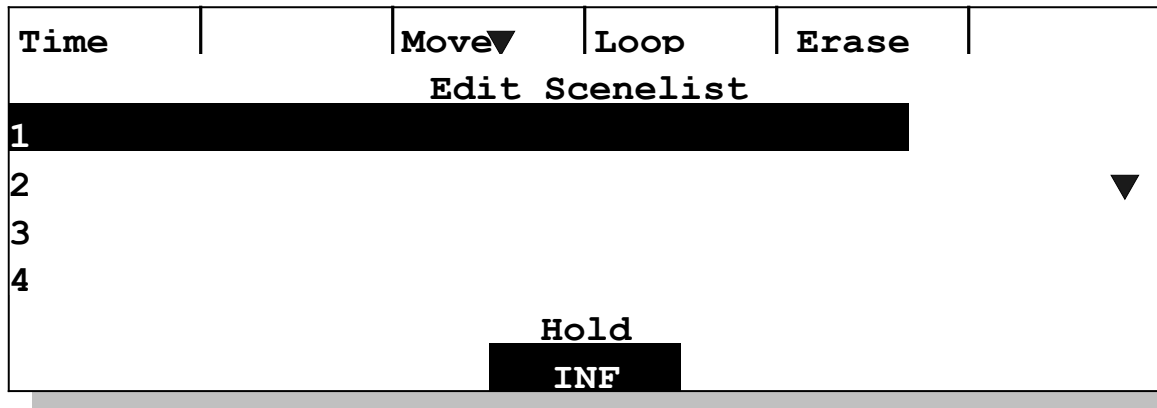 Time Move▼ Loop Erase
Edit Scenelist
1
2 ▼
3
4
Hold
INF